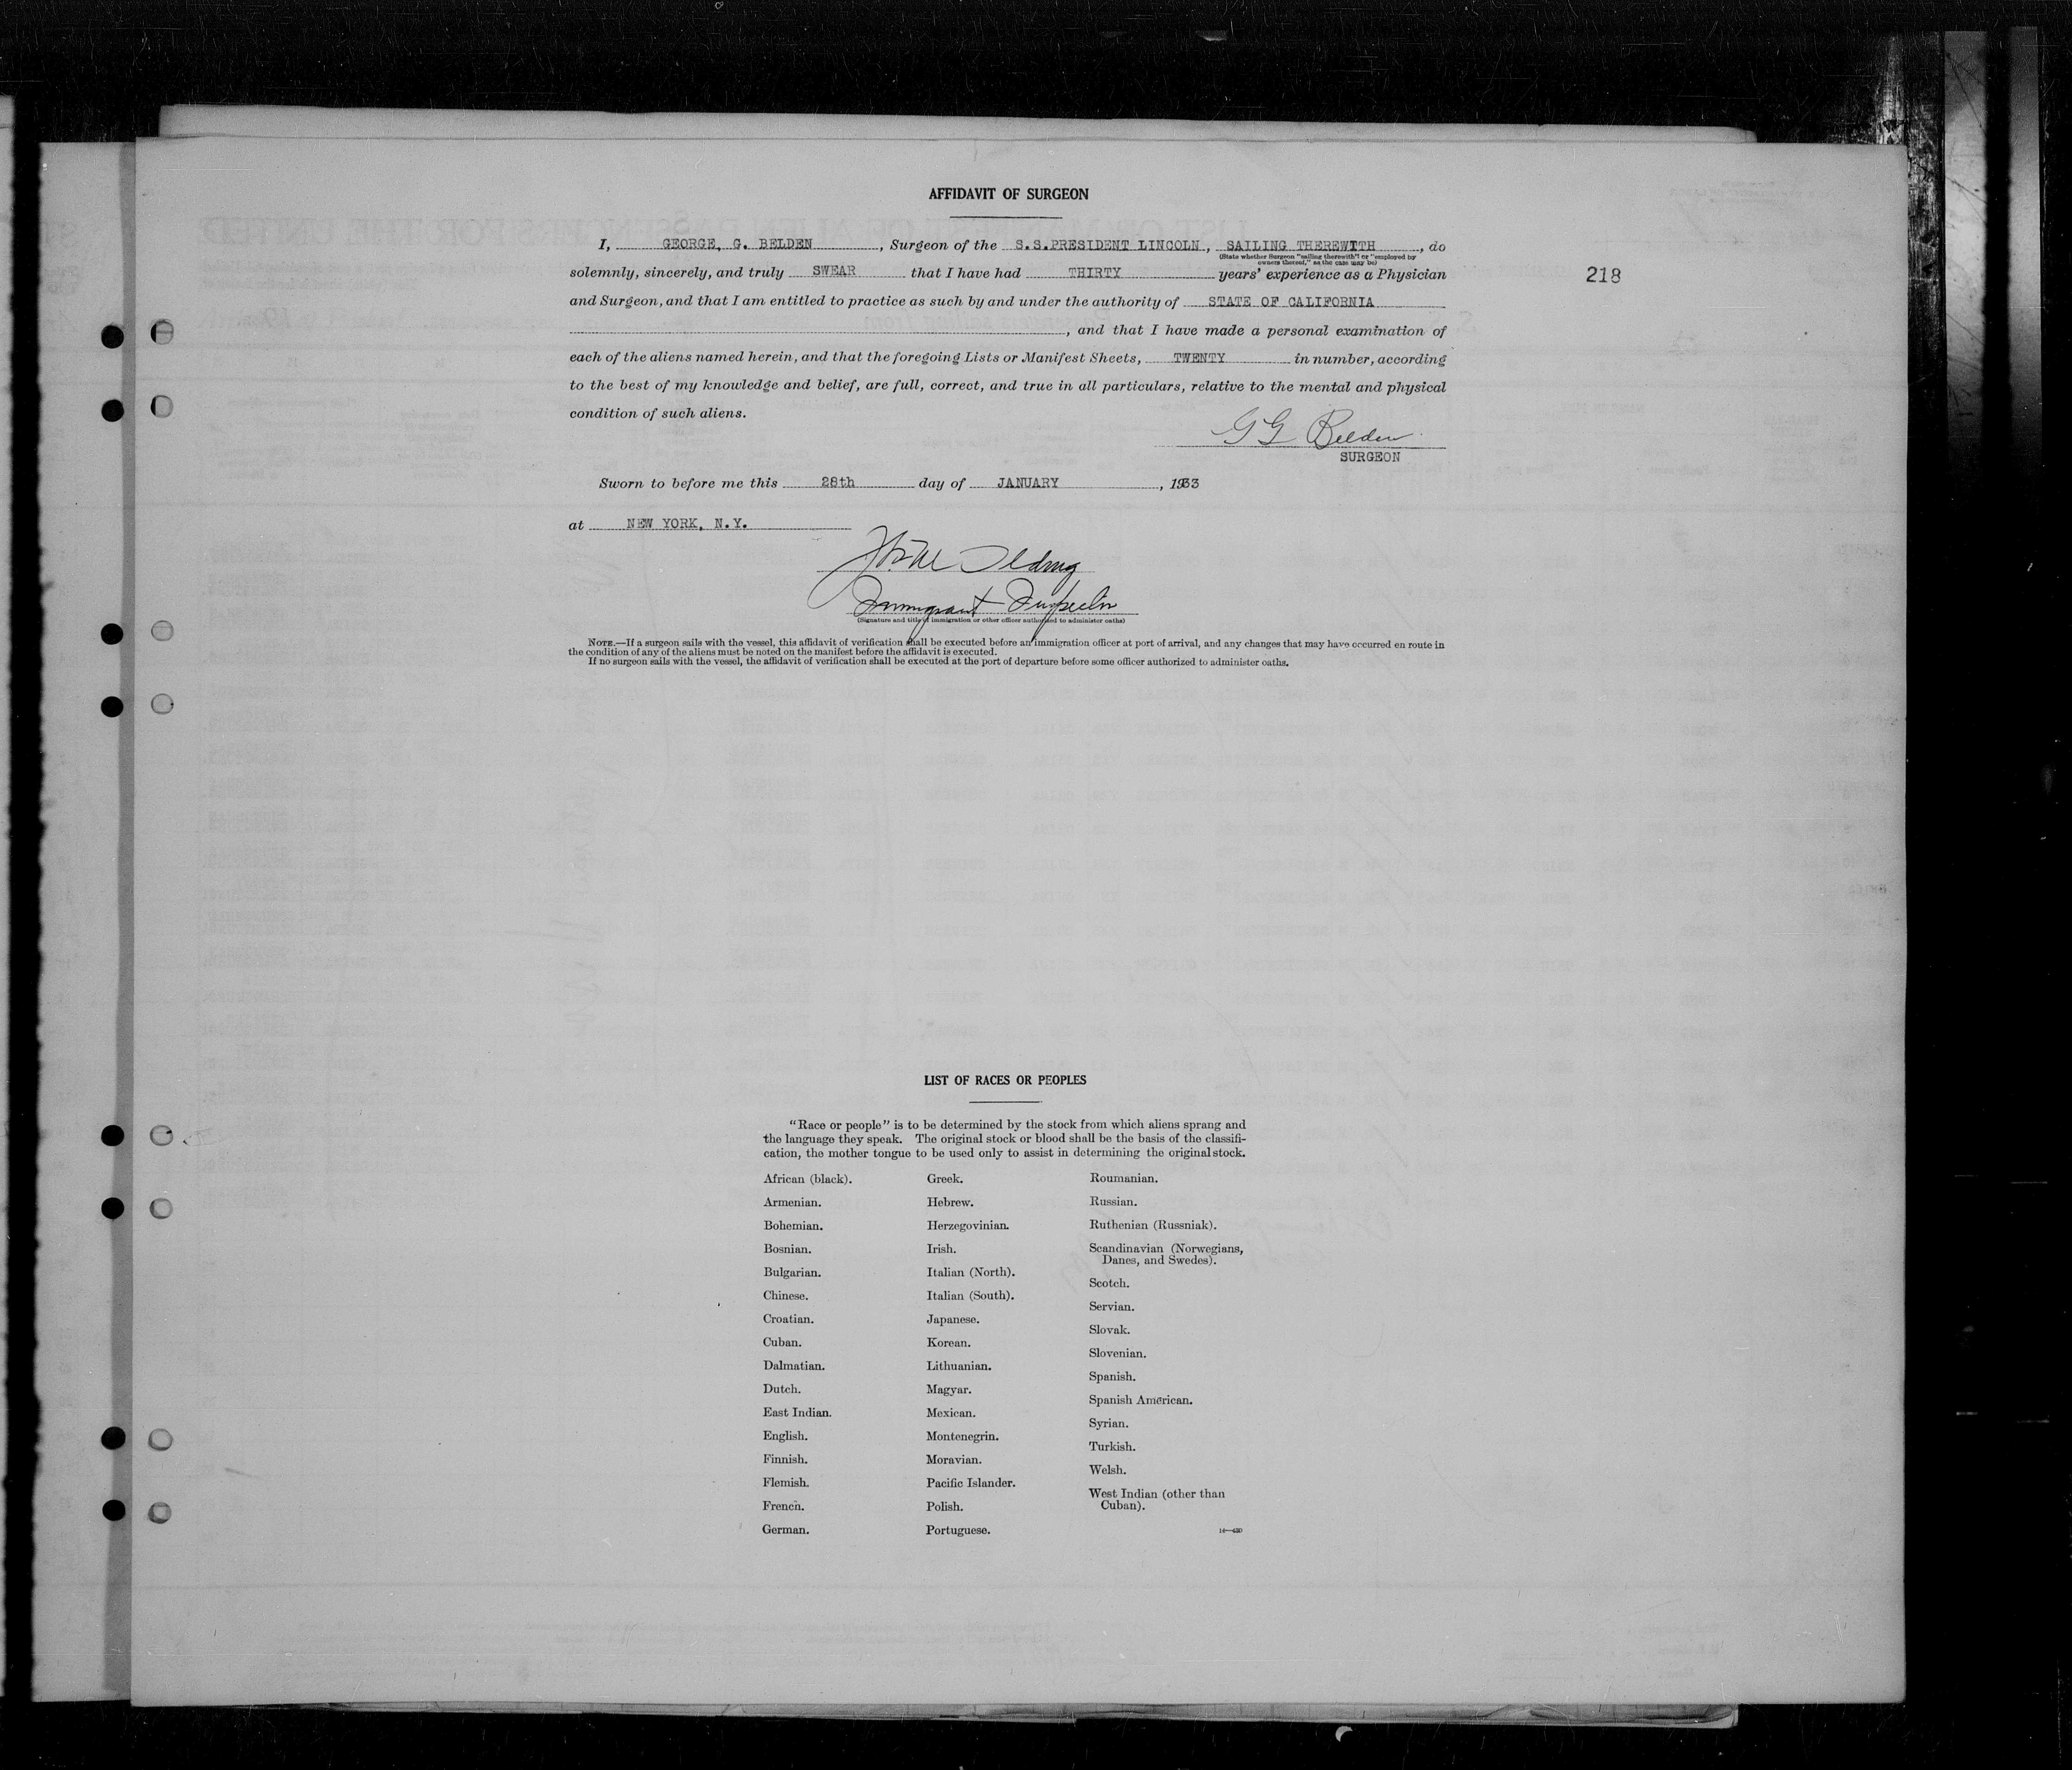 AFFIDAVIT OF SURGEON
I, GEORGE, G. BELDEN, Surgeon of the S.S.PRESIDENT LINCOLN, SAILING THEREWITH, do
(State whether Surgeon "sailing therewith" or "employed by
owners thereof," as the case may be)
solemnly, sincerely, and truly SWEAR that I have had THIRTY years' experience as a Physician
218
and Surgeon, and that I am entitled to practice as such by and under the authority of STATE OF CALIFORNIA
, and that I have made a personal examination of
each of the aliens named herein, and that the foregoing Lists or Manifest Sheets, TWENTY in number, according
to the best of my knowledge and belief, are full, correct, and true in all particulars, relative to the mental and physical
condition of such aliens.
G G Belden
SURGEON
Sworn to before me this 28th day of JANUARY, 1933
at NEW YORK, N.Y.
Immigrant Inspector
(Signature and title of immigration or other officer authorized to administer oaths)
NOTE.—If a surgeon sails with the vessel, this affidavit of verification shall be executed before an immigration officer at port of arrival, and any changes that may have occurred en route in
the condition of any of the aliens must be noted on the manifest before the affidavit is executed.
If no surgeon sails with the vessel, the affidavit of verification shall be executed at the port of departure before some officer authorized to administer oaths.
LIST OF RACES OR PEOPLES
"Race or people" is to be determined by the stock from which aliens sprang and
the language they speak. The original stock or blood shall be the basis of the classifi-
cation, the mother tongue to be used only to assist in determining the original stock.
African (black).
Armenian.
Bohemian.
Bosnian.
Bulgarian.
Chinese.
Croatian.
Cuban.
Dalmatian.
Dutch.
East Indian.
English.
Finnish.
Flemish.
French.
German.
Greek.
Hebrew.
Herzegovinian.
Irish.
Italian (North).
Italian (South).
Japanese.
Korean.
Lithuanian.
Magyar.
Mexican.
Montenegrin.
Moravian.
Pacific Islander.
Polish.
Portuguese.
Roumanian.
Russian.
Ruthenian (Russniak).
Scandinavian (Norwegians,
Danes, and Swedes).
Scotch.
Servian.
Slovak.
Slovenian.
Spanish.
Spanish American.
Syrian.
Turkish.
Welsh.
West Indian (other than
Cuban).